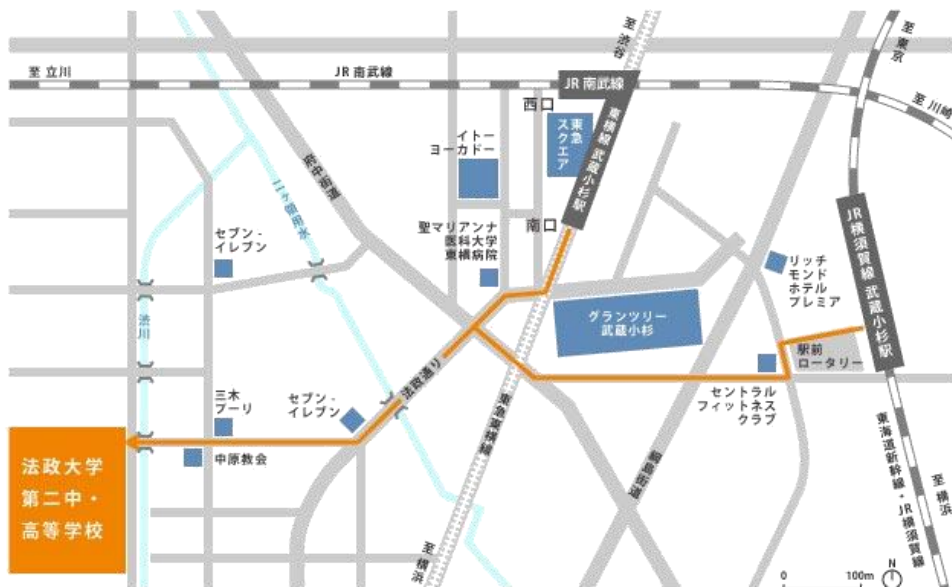 至 立川
JR 南武線
JR 南武線
至 渋谷
至 東京
至 川崎
西口
東急
スクエア
東横線 武蔵小杉駅
イトー
ヨーカドー
府中街道
二ヶ領用水
南口
聖マリアンナ
医科大学
東横病院
セブン-
イレブン
渋川
グランツリー
武蔵小杉
リッチ
モンド
ホテル
プレミア
JR 横須賀線 武蔵小杉駅
駅前
ロータリー
法政通り
セントラル
フィットネス
クラブ
三木
プーリ
セブン-
イレブン
東急東横線
綱島街道
東海道新幹線・JR 横須賀線
至 横浜
中原教会
法政大学
第二中・
高等学校
至 横浜
0
100m
N